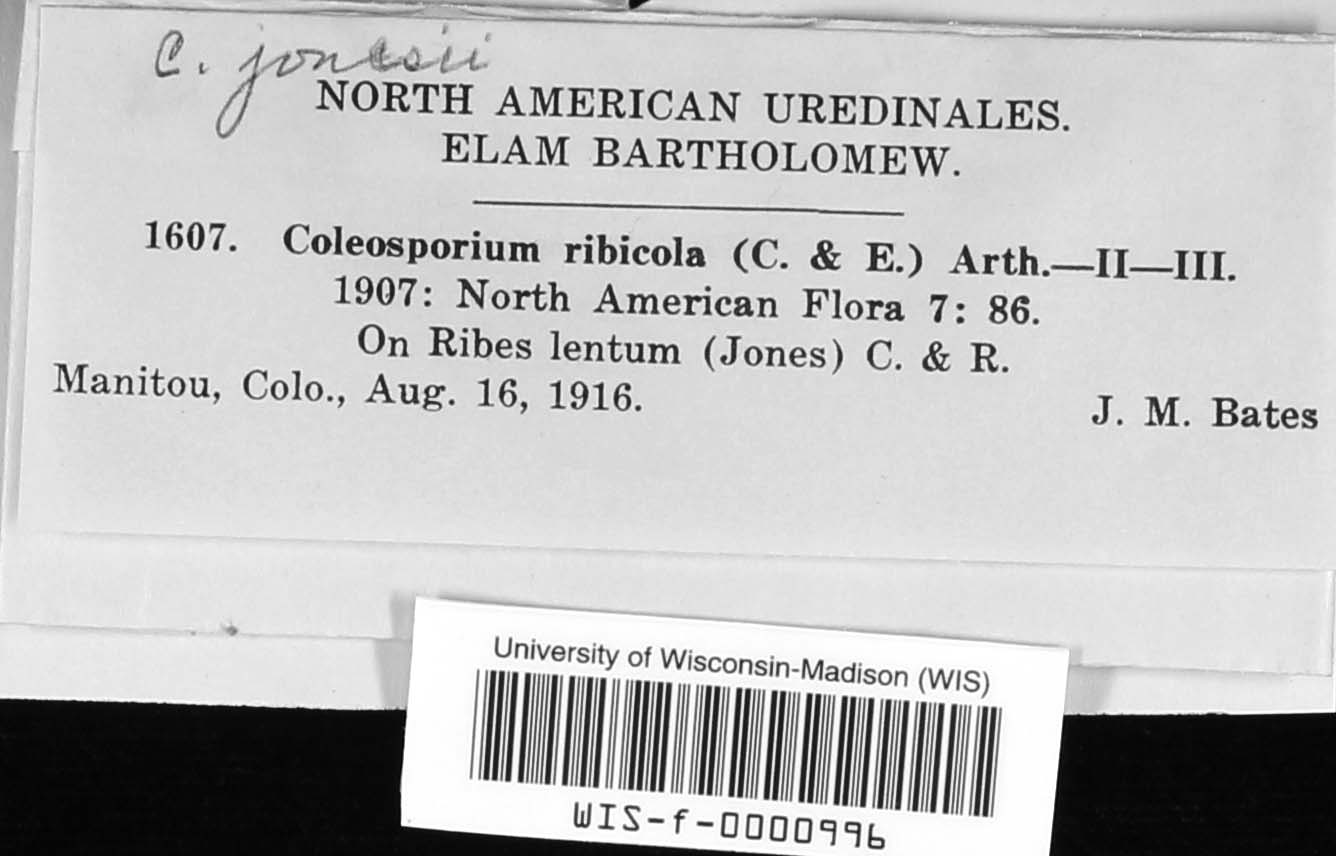 C. jonesii
NORTH AMERICAN UREDINALES.
ELAM BARTHOLOMEW.
1607. Coleosporium ribicola (C. & E.) Arth.—II—III.
1907: North American Flora 7: 86.
On Ribes lentum (Jones) C. & R.
Manitou, Colo., Aug. 16, 1916.
J. M. Bates
University of Wisconsin-Madison (WIS)
WIS-f-0000996